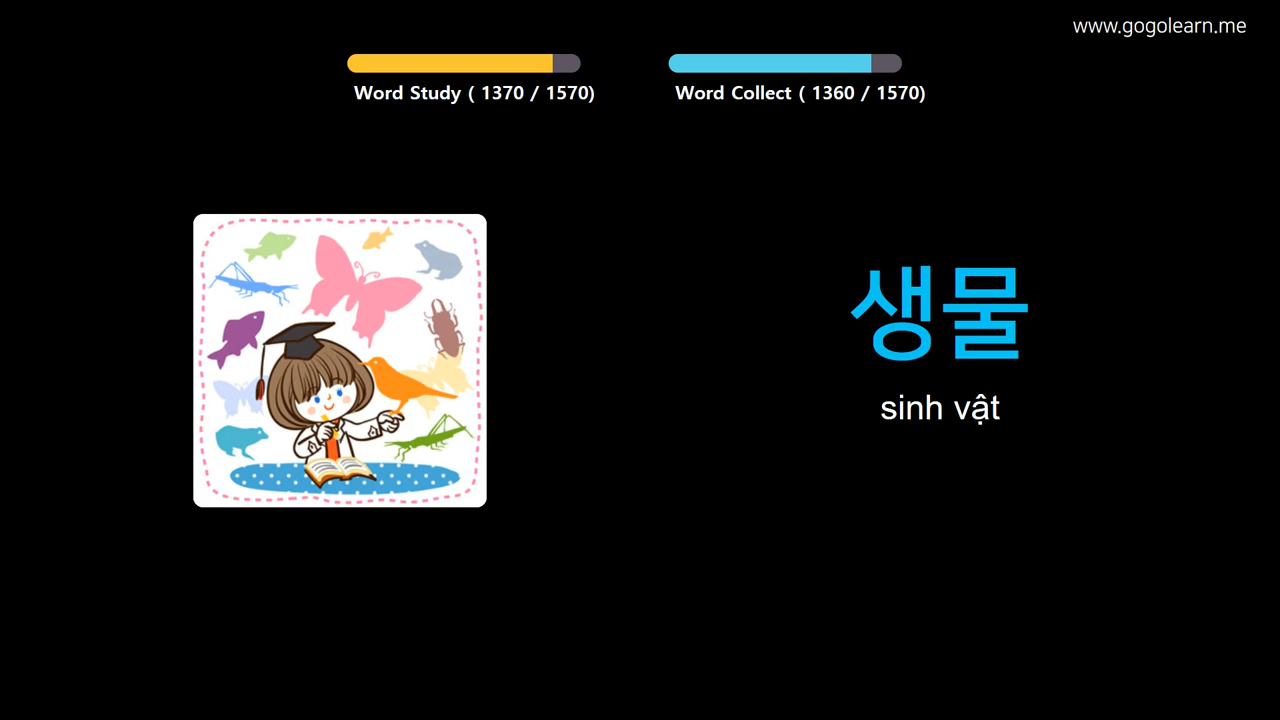 www.gogolearn.me
Word Study ( 1370 / 1570)
Word Collect ( 1360 / 1570)
생물
sinh vật